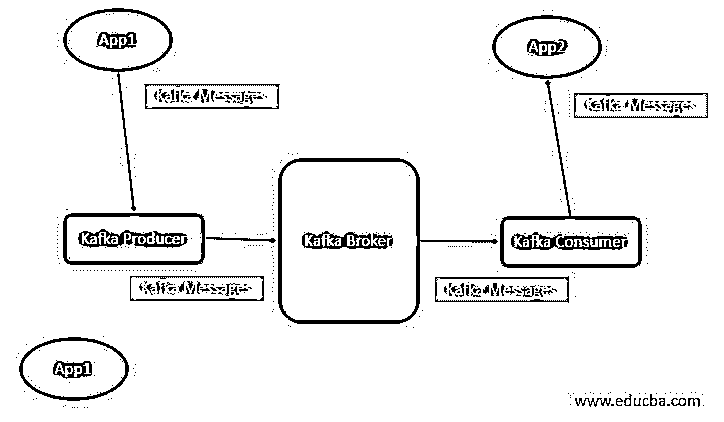 App1
App2
Kafka Messages
Kafka Messages
Kafka Producer
Kafka Broker
Kafka Consumer
Kafka Messages
Kafka Messages
App1
www.educba.com